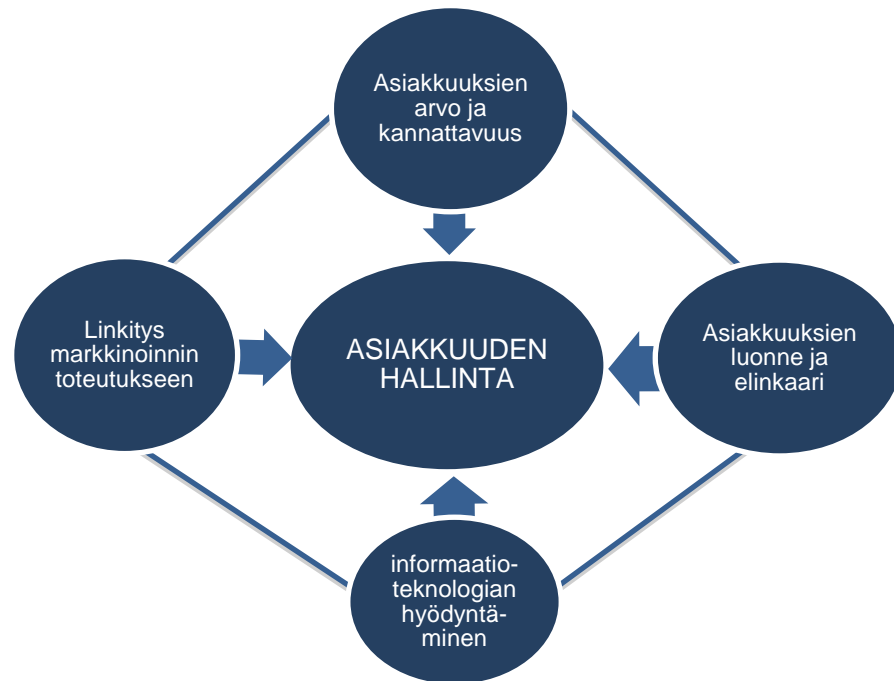 Asiakkuuksien
arvo ja
kannattavuus
Linkitys
markkinoinnin
toteutukseen
ASIAKKUUDEN
HALLINTA
Asiakkuuksien
luonne ja
elinkaari
informaatio-
teknologian
hyödyntä-
minen